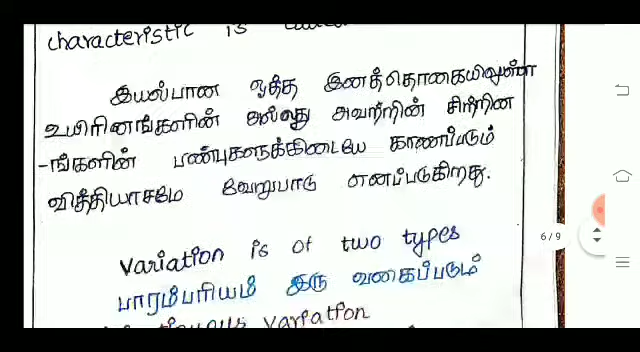 characteristic is
இயல்பான ஒத்த இனத்தொகையிலுள்ள
உயிரினங்களின் அல்லது அவற்றின் சிற்றின
-ங்களின் பண்புகளுக்கிடையே காணப்படும்
வித்தியாசமே வேறுபாடு எனப்படுகிறது.
6/9
Variation is of two types
பாரம்பரியம் இரு வகைப்படும்
variation